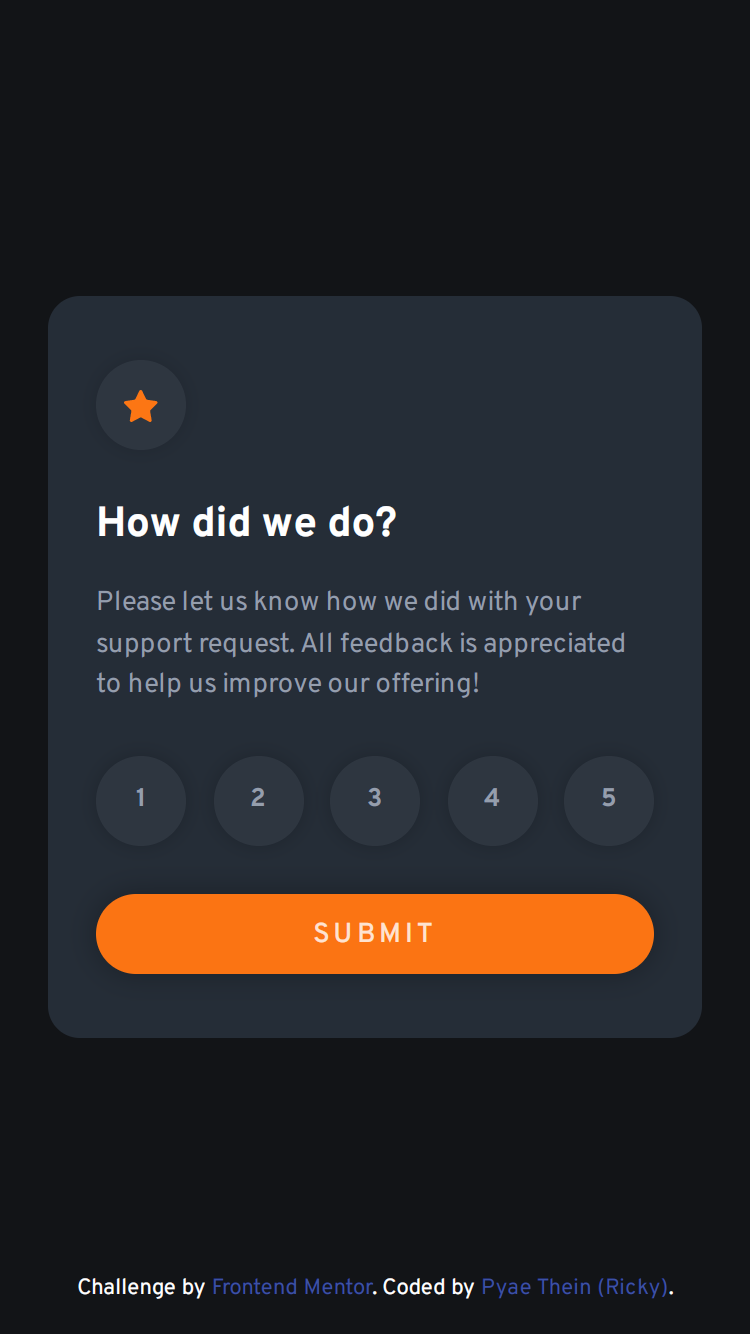 How did we do?
Please let us know how we did with your
support request. All feedback is appreciated
to help us improve our offering!
1 2 3 4 5
SUBMIT
Challenge by Frontend Mentor. Coded by Pyae Thein (Ricky).